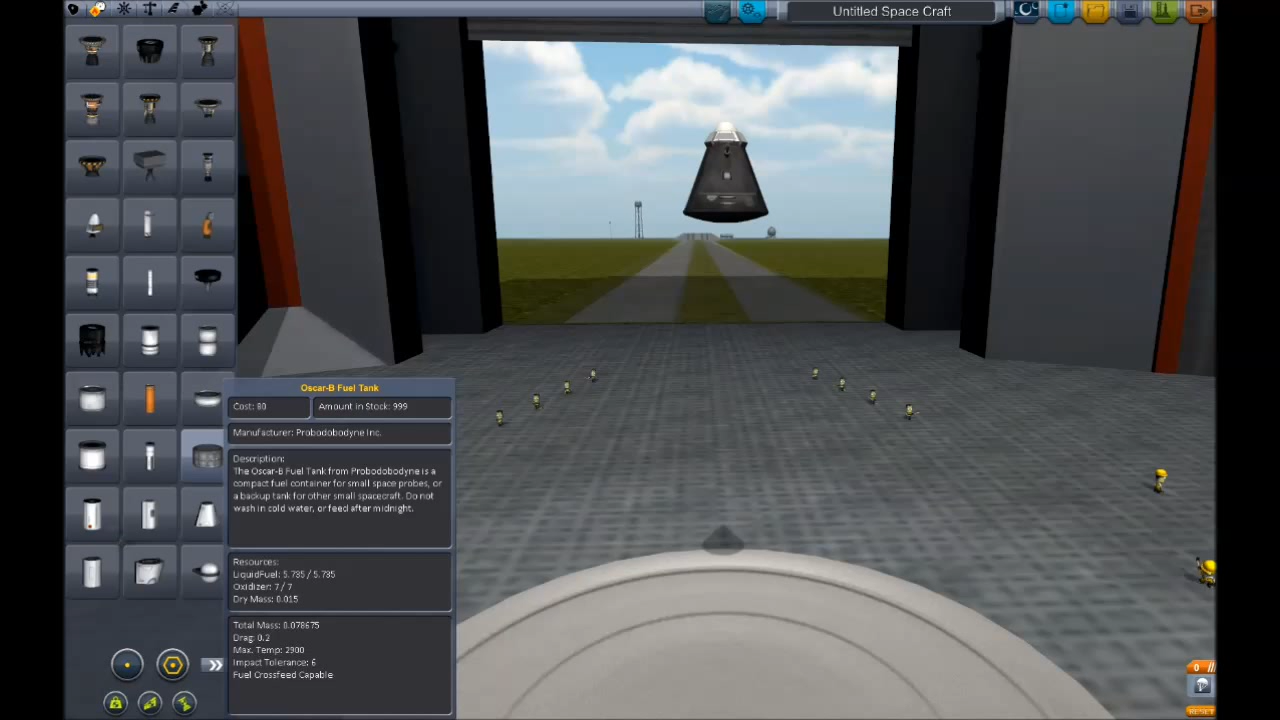 Untitled Space Craft
Oscar-B Fuel Tank
Cost: 80
Amount in Stock: 999
Manufacturer: Probodobodyne Inc.
Description:
The Oscar-B Fuel Tank from Probodobodyne is a
compact fuel container for small space probes, or
a backup tank for other small spacecraft. Do not
wash in cold water, or feed after midnight.
Resources:
LiquidFuel: 5.735 / 5.735
Oxidizer: 7 / 7
Dry Mass: 0.015
Total Mass: 0.078675
Drag: 0.2
Max. Temp: 2900
Impact Tolerance: 6
Fuel Crossfeed Capable
0
RESET